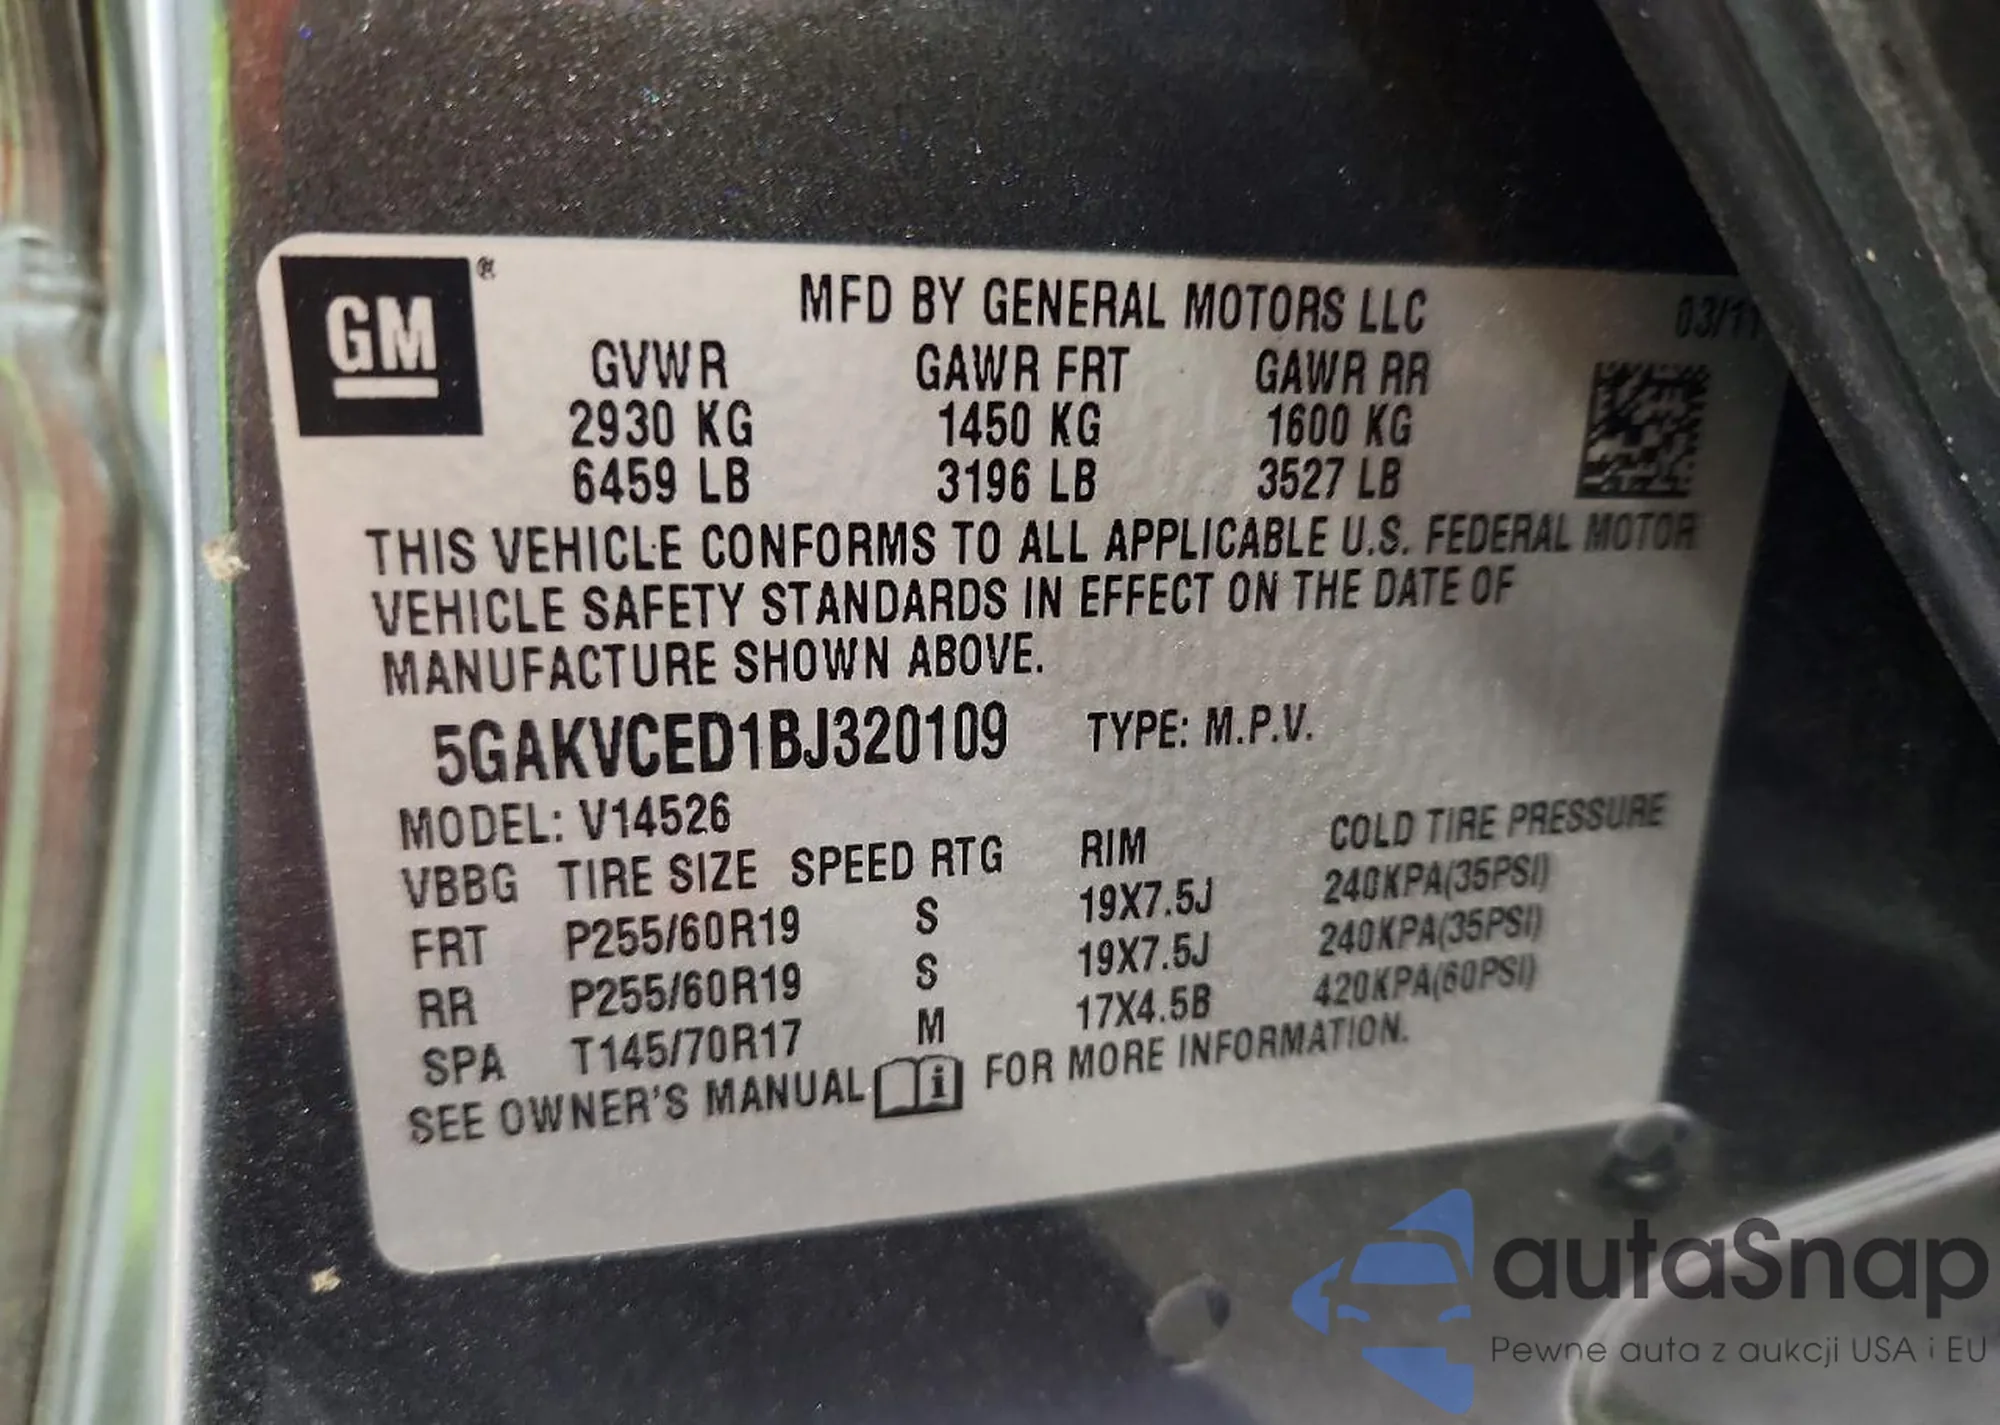 GM®
MFD BY GENERAL MOTORS LLC 03/11
GVWR GAWR FRT GAWR RR
2930 KG 1450 KG 1600 KG
6459 LB 3196 LB 3527 LB
THIS VEHICLE CONFORMS TO ALL APPLICABLE U.S. FEDERAL MOTOR
VEHICLE SAFETY STANDARDS IN EFFECT ON THE DATE OF
MANUFACTURE SHOWN ABOVE.
5GAKVCED1BJ320109 TYPE: M.P.V.
MODEL: V14526
VBBG TIRE SIZE SPEED RTG RIM COLD TIRE PRESSURE
FRT P255/60R19 S 19X7.5J 240KPA(35PSI)
RR P255/60R19 S 19X7.5J 240KPA(35PSI)
SPA T145/70R17 M 17X4.5B 420KPA(60PSI)
SEE OWNER'S MANUAL i FOR MORE INFORMATION.
autaSnap
Pewne auta z aukcji USA i EU